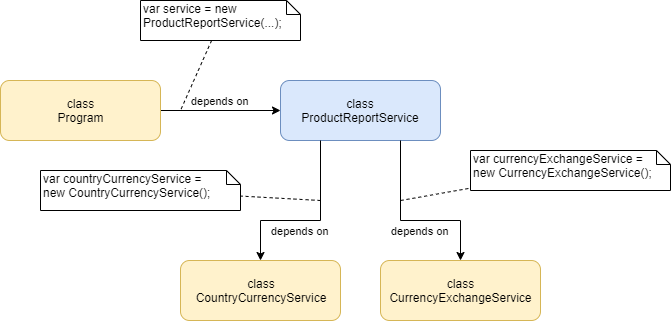 var service = new
ProductReportService(...);
class
Program
depends on
class
ProductReportService
var countryCurrencyService =
new CountryCurrencyService();
var currencyExchangeService =
new CurrencyExchangeService();
depends on
depends on
class
CountryCurrencyService
class
CurrencyExchangeService